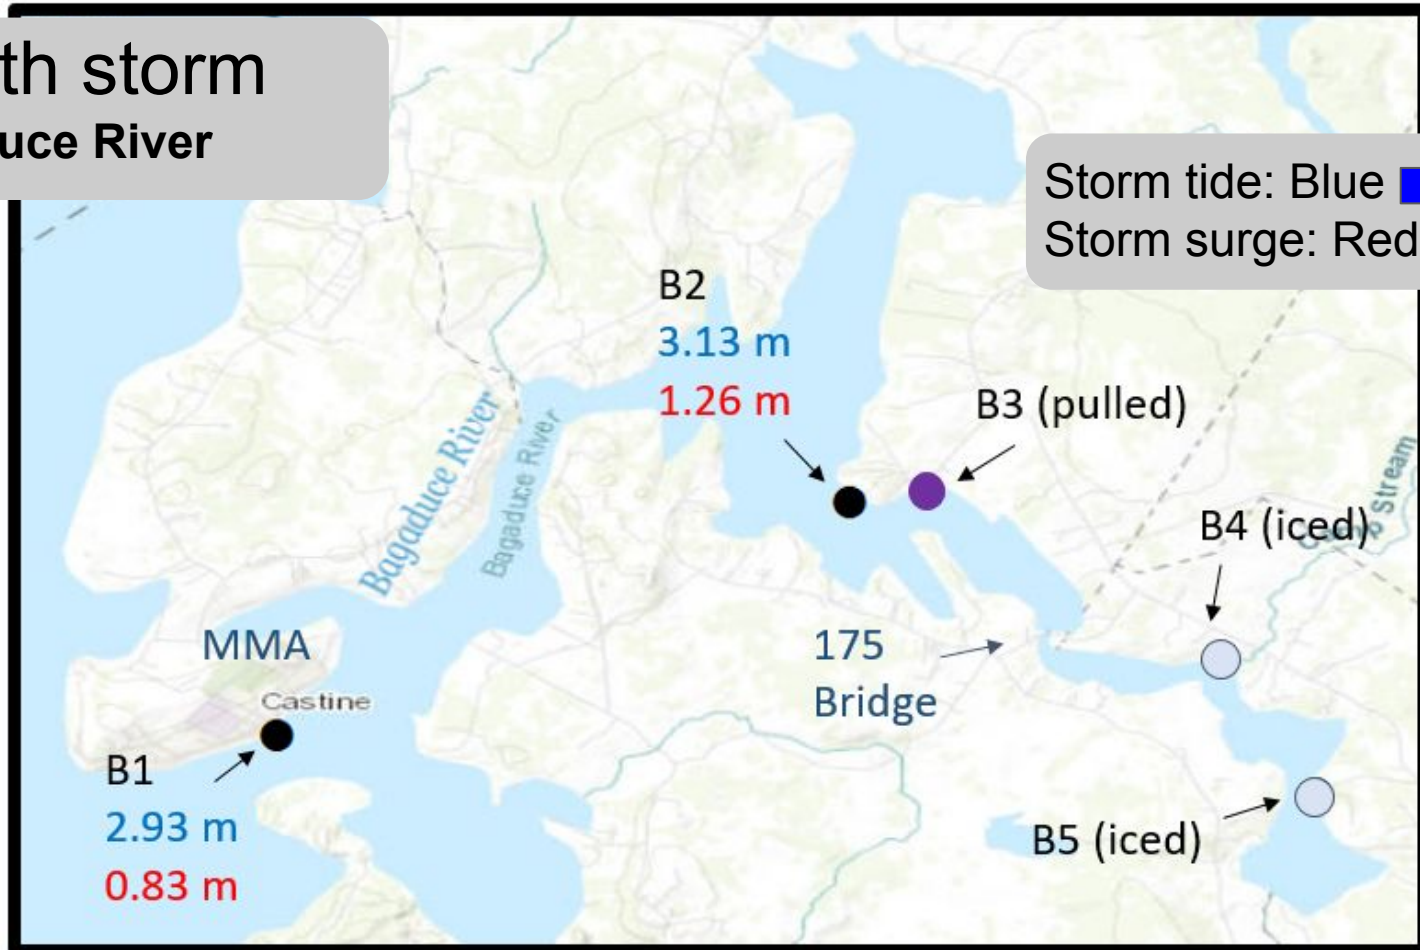 th storm
uce River
Storm tide: Blue
Storm surge: Red
B2
3.13 m
1.26 m
B3 (pulled)
Bagaduce River
Bagaduce River
B4 (iced)
Stream
MMA
175
Bridge
Castine
B1
2.93 m
0.83 m
B5 (iced)